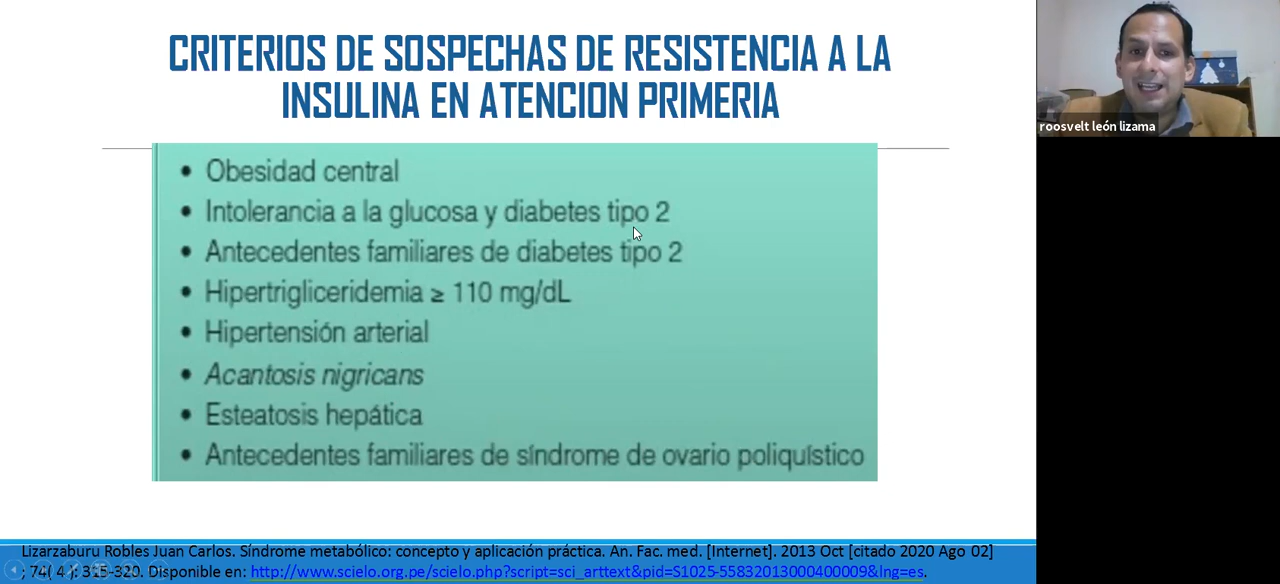 CRITERIOS DE SOSPECHAS DE RESISTENCIA A LA
INSULINA EN ATENCION PRIMERIA
roosvelt león lizama
• Obesidad central
• Intolerancia a la glucosa y diabetes tipo 2
• Antecedentes familiares de diabetes tipo 2
• Hipertrigliceridemia ≥ 110 mg/dL
• Hipertensión arterial
• Acantosis nigricans
• Esteatosis hepática
• Antecedentes familiares de síndrome de ovario poliquístico
Lizarzaburu Robles Juan Carlos. Síndrome metabólico: concepto y aplicación práctica. An. Fac. med. [Internet]. 2013 Oct [citado 2020 Ago 02]
; 74( 4 ): 315-320. Disponible en: http://www.scielo.org.pe/scielo.php?script=sci_arttext&pid=S1025-55832013000400009&lng=es.